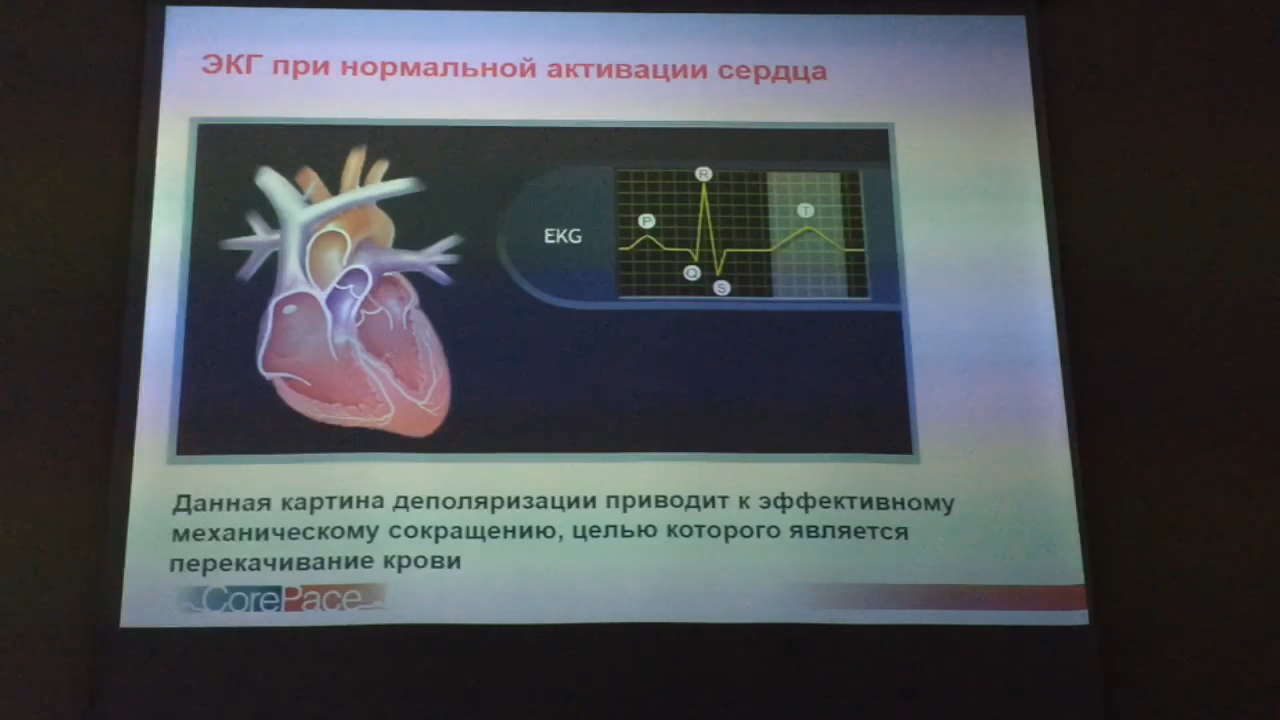 ЭКГ при нормальной активации сердца
EKG
P
R
Q
S
T
Данная картина деполяризации приводит к эффективному
механическому сокращению, целью которого является
перекачивание крови
CorePace